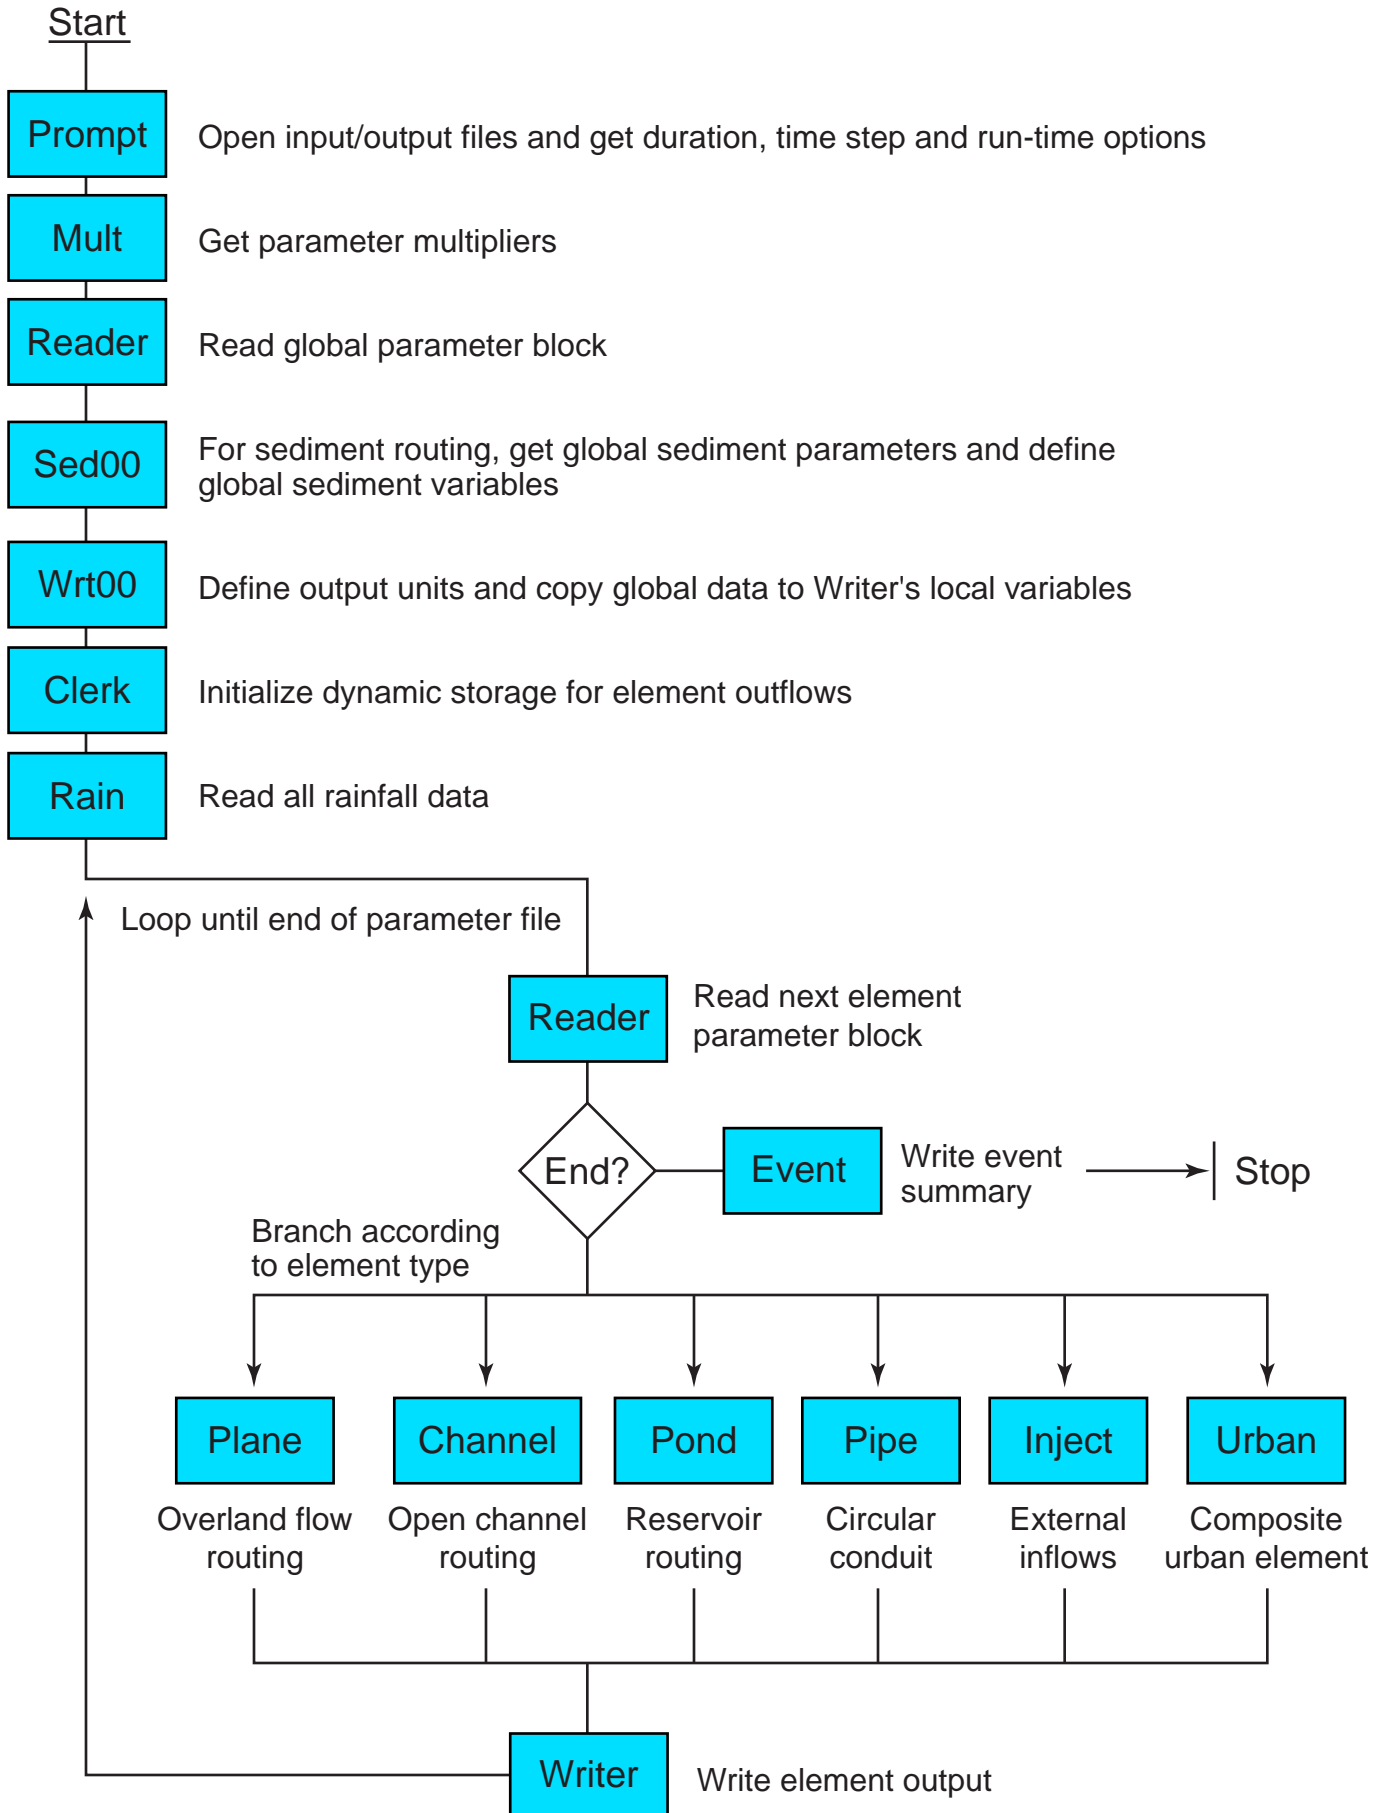 Start
Prompt
Open input/output files and get duration, time step and run-time options
Mult
Get parameter multipliers
Reader
Read global parameter block
Sed00
For sediment routing, get global sediment parameters and define
global sediment variables
Wrt00
Define output units and copy global data to Writer's local variables
Clerk
Initialize dynamic storage for element outflows
Rain
Read all rainfall data
Loop until end of parameter file
Reader
Read next element
parameter block
End?
Event
Write event
summary
Stop
Branch according
to element type
Plane
Channel
Pond
Pipe
Inject
Urban
Overland flow
routing
Open channel
routing
Reservoir
routing
Circular
conduit
External
inflows
Composite
urban element
Writer
Write element output